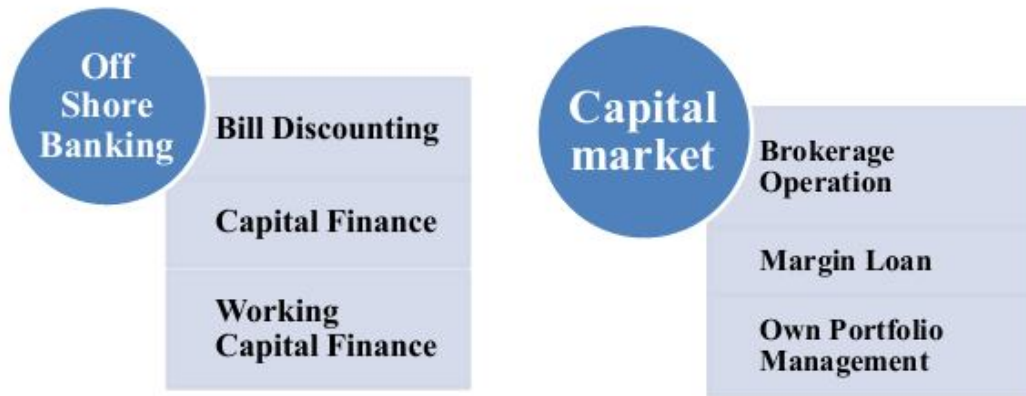 Off
Shore
Banking
Bill Discounting
Capital Finance
Working
Capital Finance
Capital
market
Brokerage
Operation
Margin Loan
Own Portfolio
Management